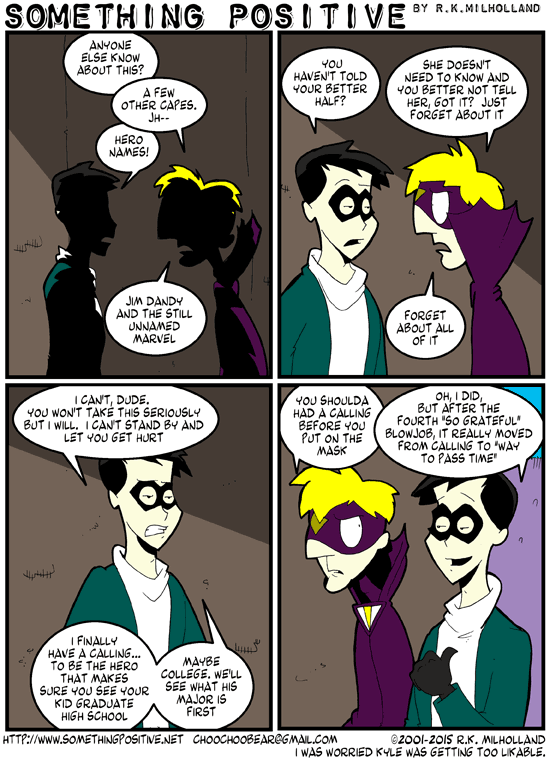 SOMETHING POSITIVE BY R.K.MILHOLLAND
ANYONE
ELSE KNOW
ABOUT THIS?
A FEW
OTHER CAPES.
JH--
HERO
NAMES!
JIM DANDY
AND THE STILL
UNNAMED
MARVEL
YOU
HAVEN'T TOLD
YOUR BETTER
HALF?
SHE DOESN'T
NEED TO KNOW AND
YOU BETTER NOT TELL
HER, GOT IT? JUST
FORGET ABOUT IT
FORGET
ABOUT ALL
OF IT
I CAN'T, DUDE.
YOU WON'T TAKE THIS SERIOUSLY
BUT I WILL. I CAN'T STAND BY AND
LET YOU GET HURT
I FINALLY
HAVE A CALLING...
TO BE THE HERO
THAT MAKES
SURE YOU SEE YOUR
KID GRADUATE
HIGH SCHOOL
MAYBE
COLLEGE. WE'LL
SEE WHAT HIS
MAJOR IS
FIRST
YOU SHOULDA
HAD A CALLING
BEFORE YOU
PUT ON THE
MASK
OH, I DID,
BUT AFTER THE
FOURTH "SO GRATEFUL"
BLOWJOB, IT REALLY MOVED
FROM CALLING TO "WAY
TO PASS TIME"
HTTP://WWW.SOMETHINGPOSITIVE.NET CHOOCHOOBEAR@GMAIL.COM ©2001-2015 R.K. MILHOLLAND
I WAS WORRIED KYLE WAS GETTING TOO LIKABLE.